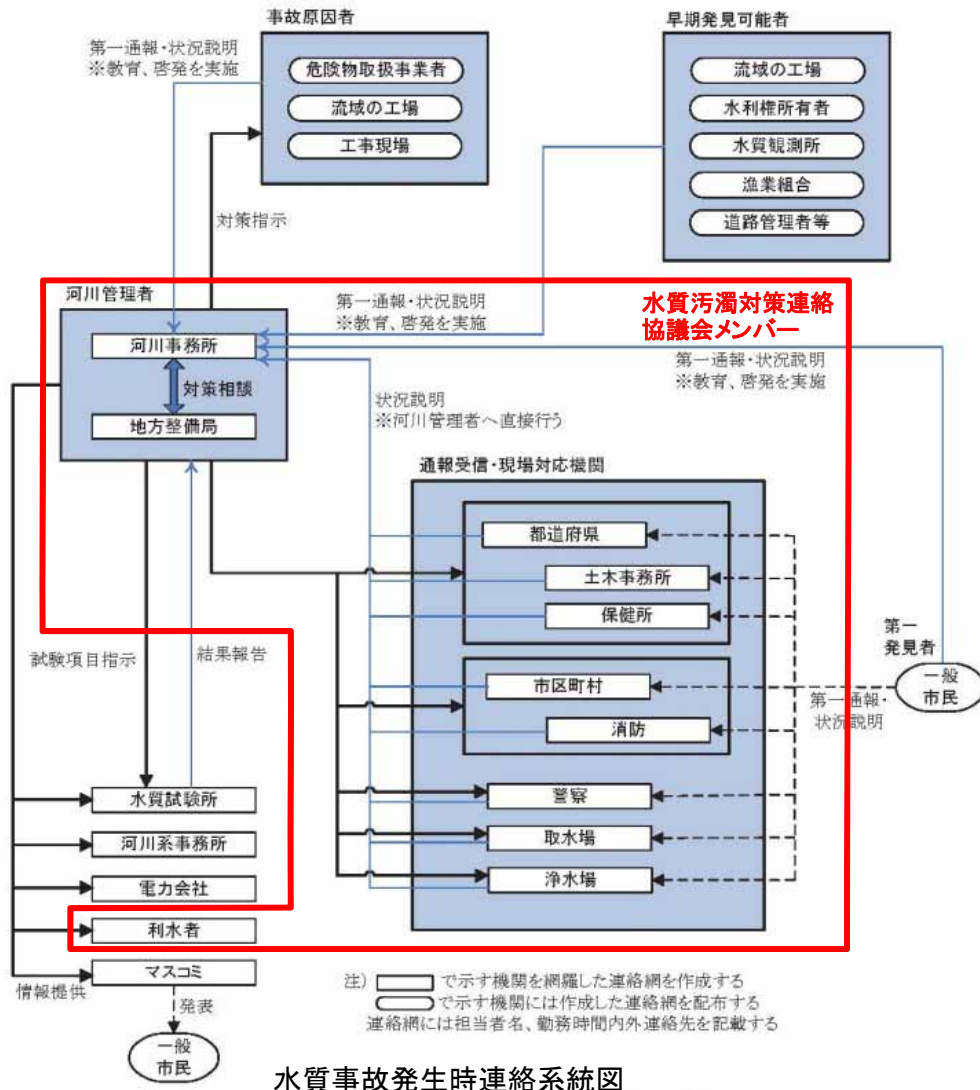 事故原因者
危険物取扱事業者
流域の工場
工事現場
早期発見可能者
流域の工場
水利権所有者
水質観測所
漁業組合
道路管理者等
第一通報・状況説明
※教育、啓発を実施
対策指示
河川管理者
河川事務所
対策相談
地方整備局
第一通報・状況説明
※教育、啓発を実施
水質汚濁対策連絡
協議会メンバー
第一通報・状況説明
※教育、啓発を実施
状況説明
※河川管理者へ直接行う
通報受信・現場対応機関
都道府県
土木事務所
保健所
市区町村
消防
警察
取水場
浄水場
第一
発見者
一般
市民
第一通報・
状況説明
試験項目指示
結果報告
水質試験所
河川系事務所
電力会社
利水者
マスコミ
情報提供
発表
一般
市民
注) で示す機関を網羅した連絡網を作成する
で示す機関には作成した連絡網を配布する
連絡網には担当者名、勤務時間内外連絡先を記載する
水質事故発生時連絡系統図